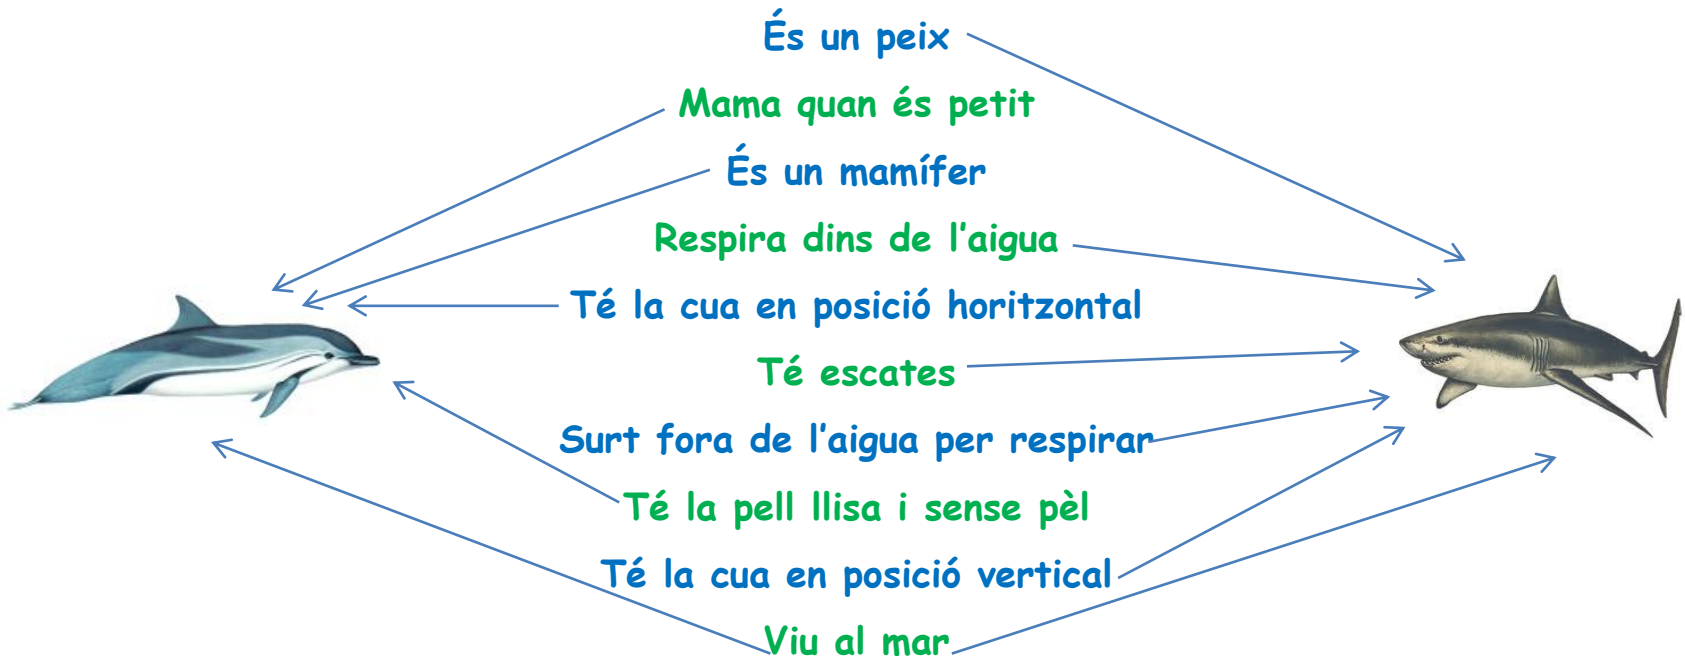 És un peix
Mama quan és petit
És un mamífer
Respira dins de l'aigua
Té la cua en posició horitzontal
Té escates
Surt fora de l'aigua per respirar
Té la pell llisa i sense pèl
Té la cua en posició vertical
Viu al mar